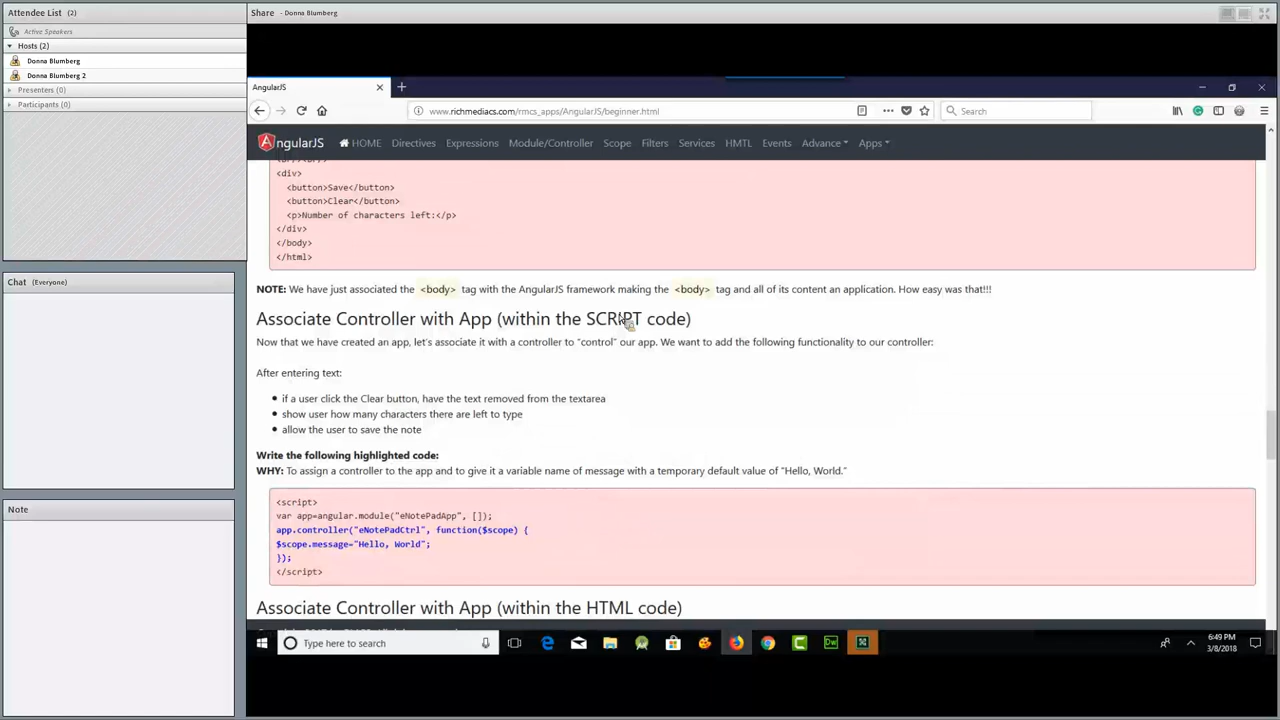 Attendee List (2)
Active Speakers
Hosts (2)
Donna Blumberg
Donna Blumberg 2
Presenters (0)
Participants (0)
Chat (Everyone)
Note
Share - Donna Blumberg
AngularJS
www.richmediacs.com/rmcs_apps/AngularJS/beginner.html
Search
AngularJS HOME Directives Expressions Module/Controller Scope Filters Services HMTL Events Advance Apps
<div>
<button>Save</button>
<button>Clear</button>
<p>Number of characters left:</p>
</div>
</body>
</html>
NOTE: We have just associated the <body> tag with the AngularJS framework making the <body> tag and all of its content an application. How easy was that!!!
Associate Controller with App (within the SCRIPT code)
Now that we have created an app, let's associate it with a controller to "control" our app. We want to add the following functionality to our controller:
After entering text:
if a user click the Clear button, have the text removed from the textarea
show user how many characters there are left to type
allow the user to save the note
Write the following highlighted code:
WHY: To assign a controller to the app and to give it a variable name of message with a temporary default value of "Hello, World."
<script>
var app=angular.module("eNotePadApp", []);
app.controller("eNotePadCtrl", function($scope) {
$scope.message="Hello, World";
});
</script>
Associate Controller with App (within the HTML code)
Type here to search
Dw
6:49 PM
3/8/2018